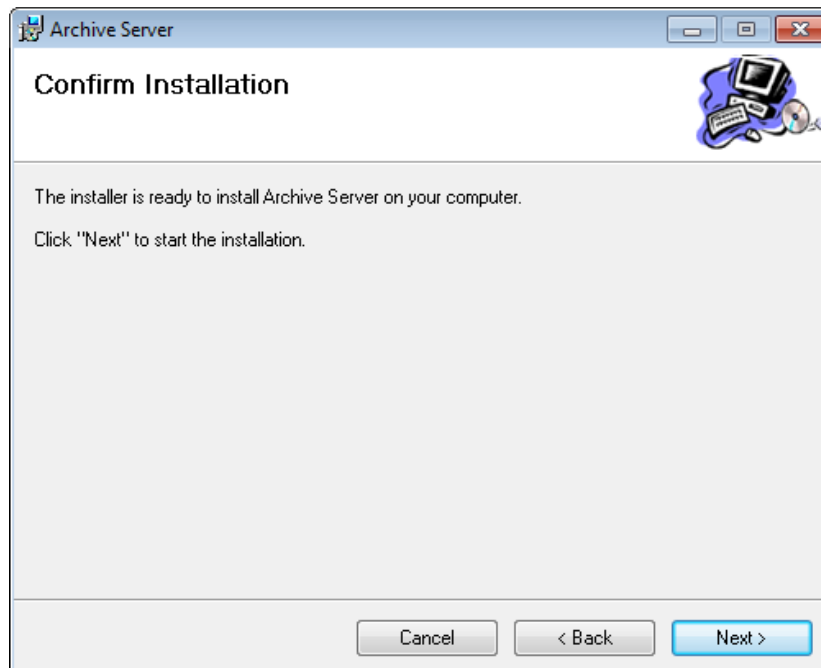 Archive Server
Confirm Installation
The installer is ready to install Archive Server on your computer.
Click "Next" to start the installation.
Cancel
< Back
Next >